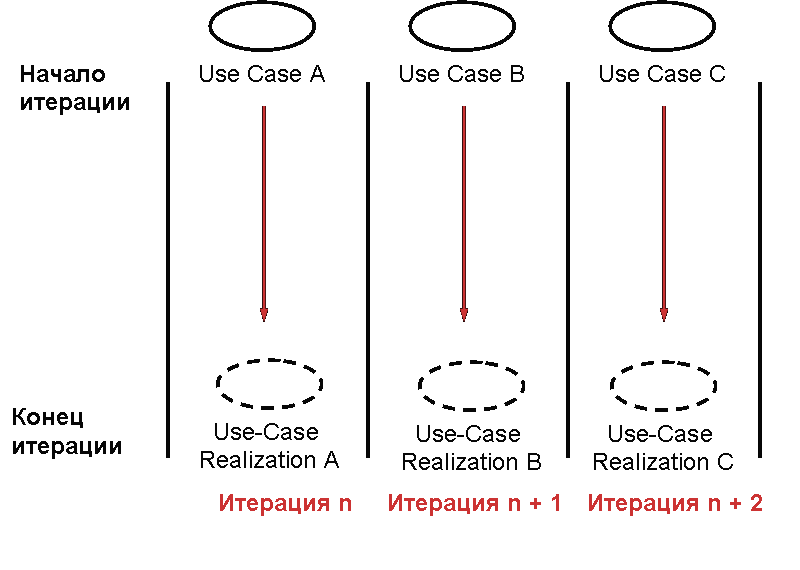 Use Case A
Use Case B
Use Case C
Начало
итерации
Конец
итерации
Use-Case
Realization A
Use-Case
Realization B
Use-Case
Realization C
Итерация n
Итерация n + 1
Итерация n + 2